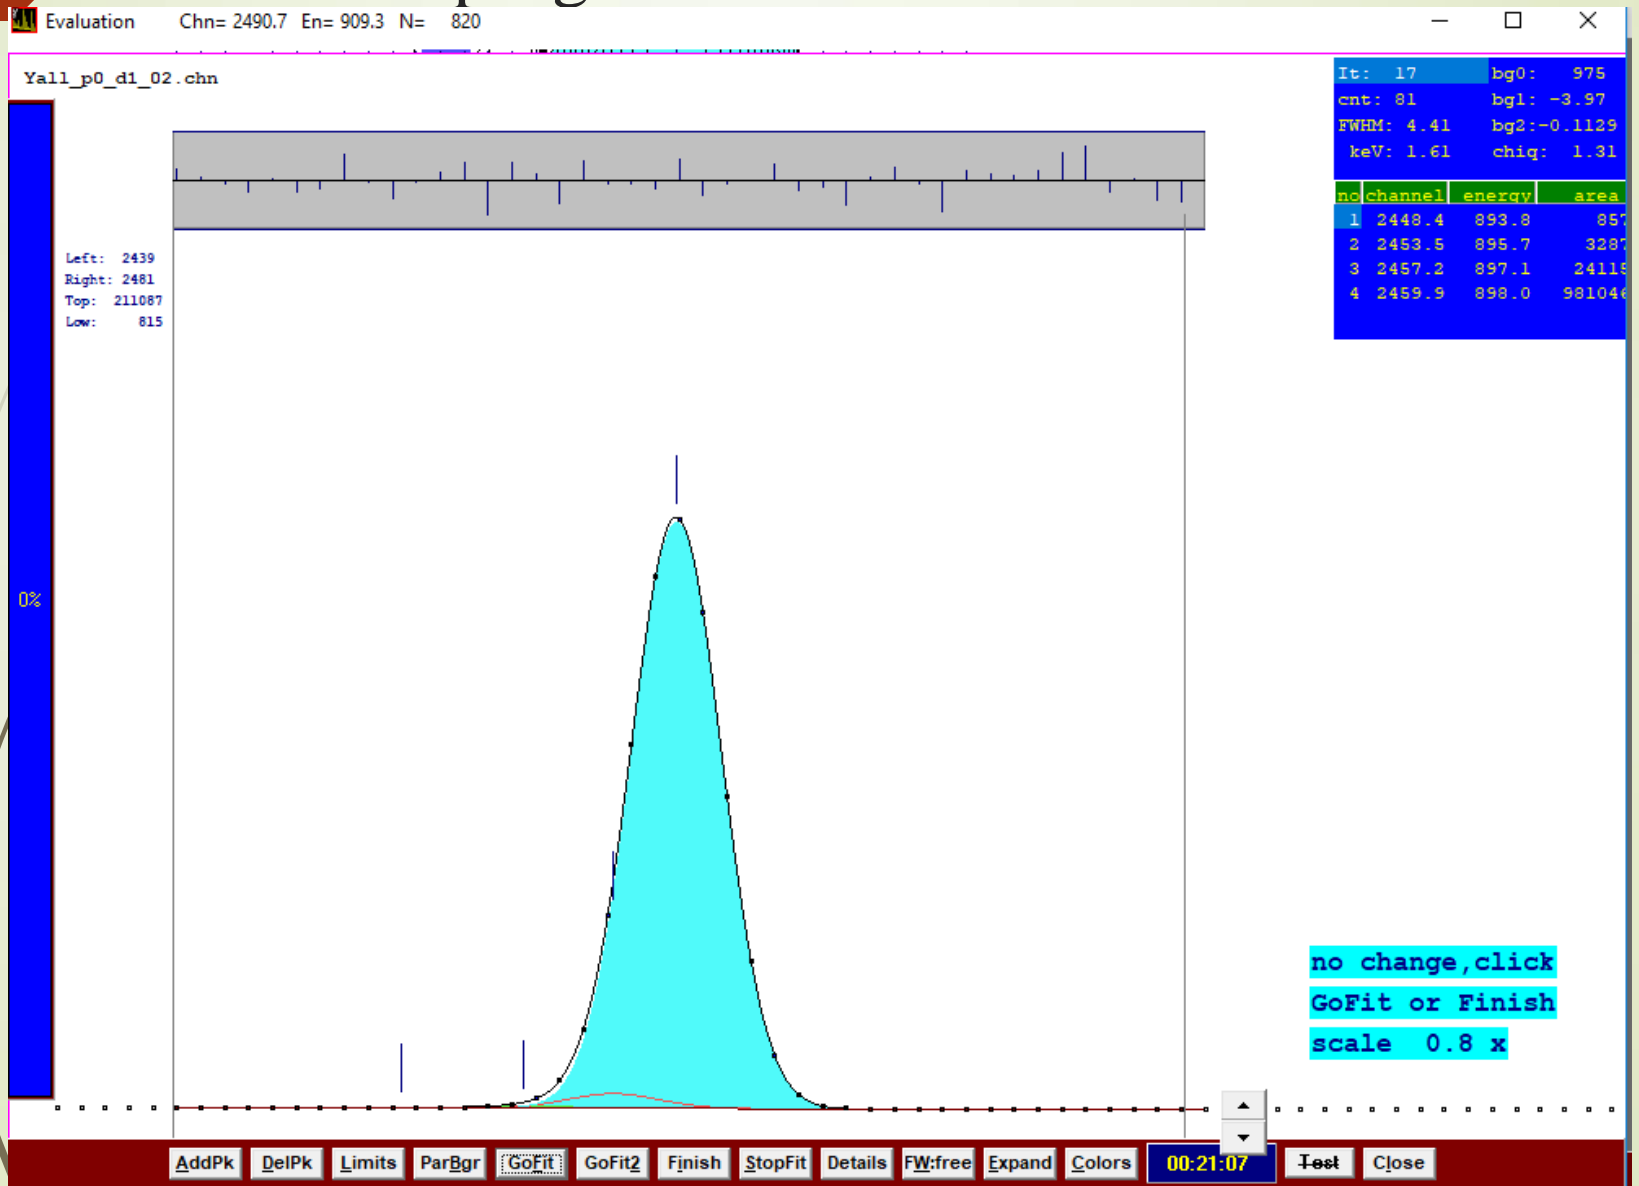 Evaluation Chn= 2490.7 En= 909.3 N= 820
Yall_p0_d1_02.chn
It: 17 bg0: 975
cnt: 81 bg1: -3.97
FWHM: 4.41 bg2:-0.1129
keV: 1.61 chiq: 1.31
no channel energy area
1 2448.4 893.8 857
2 2453.5 895.7 3287
3 2457.2 897.1 24115
4 2459.9 898.0 981046
Left: 2439
Right: 2481
Top: 211087
Low: 815
0%
no change,click
GoFit or Finish
scale 0.8 x
AddPk DelPk Limits ParBgr GoFit GoFit2 Finish StopFit Details FW:free Expand Colors 00:21:07 Test Close